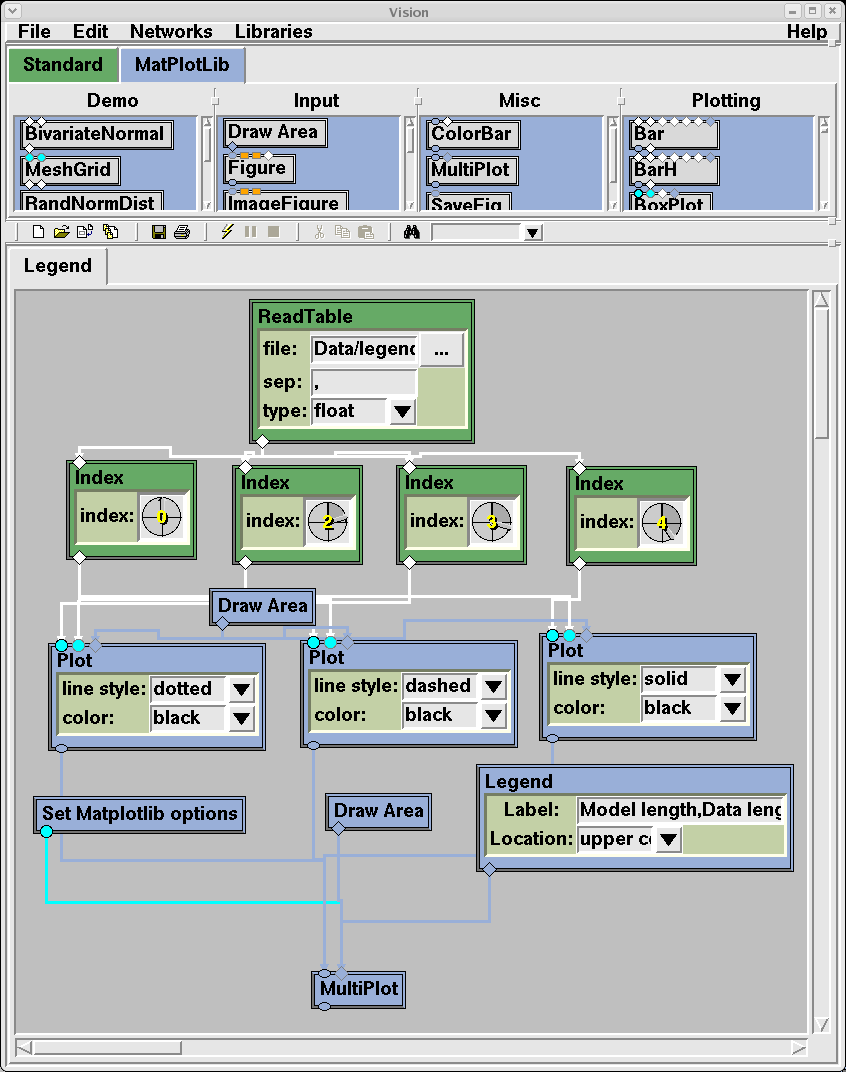 Vision
File Edit Networks Libraries Help
Standard MatPlotLib
Demo Input Misc Plotting
BivariateNormal Draw Area ColorBar Bar
MeshGrid Figure MultiPlot BarH
RandNormDist ImageFigure SaveFig BoxPlot
Legend
ReadTable
file: Data/legend ...
sep: ,
type: float
Index Index Index Index
index: 0 index: 2 index: 3 index: 4
Draw Area
Plot Plot Plot
line style: dotted line style: dashed line style: solid
color: black color: black color: black
Legend
Set Matplotlib options Draw Area Label: Model length,Data leng
Location: upper c
MultiPlot